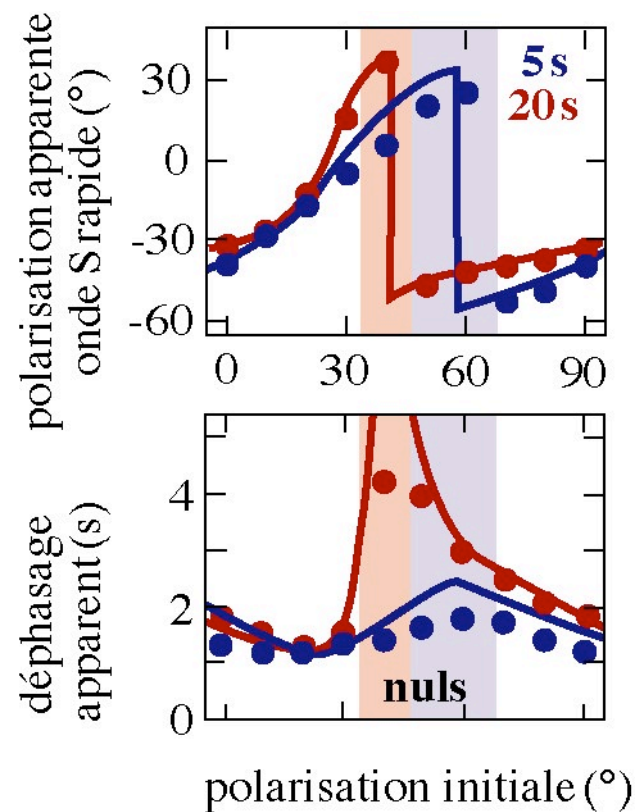 polarisation apparente
onde S rapide (°)
30
0
-30
-60
5 s
20 s
0
30
60
90
déphasage
apparent (s)
4
2
0
nuls
polarisation initiale (°)